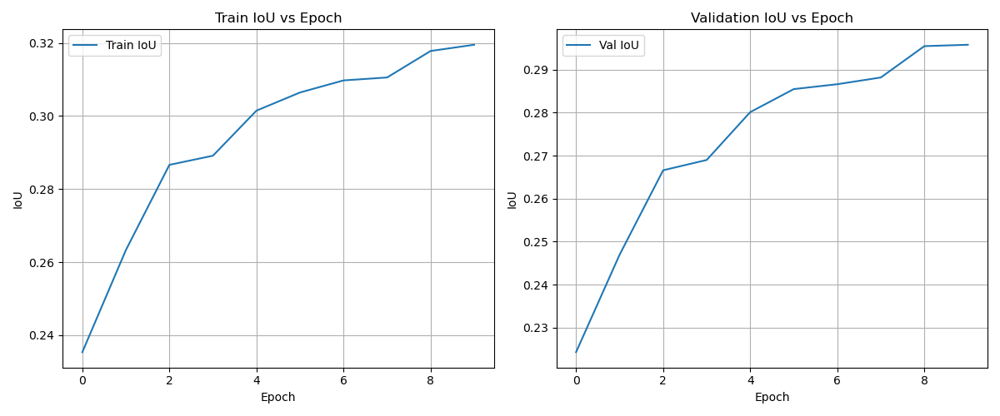 Train IoU vs Epoch
Train IoU
0.32
0.30
0.28
0.26
0.24
IoU
0 2 4 6 8
Epoch
Validation IoU vs Epoch
Val IoU
0.29
0.28
0.27
0.26
0.25
0.24
0.23
IoU
0 2 4 6 8
Epoch